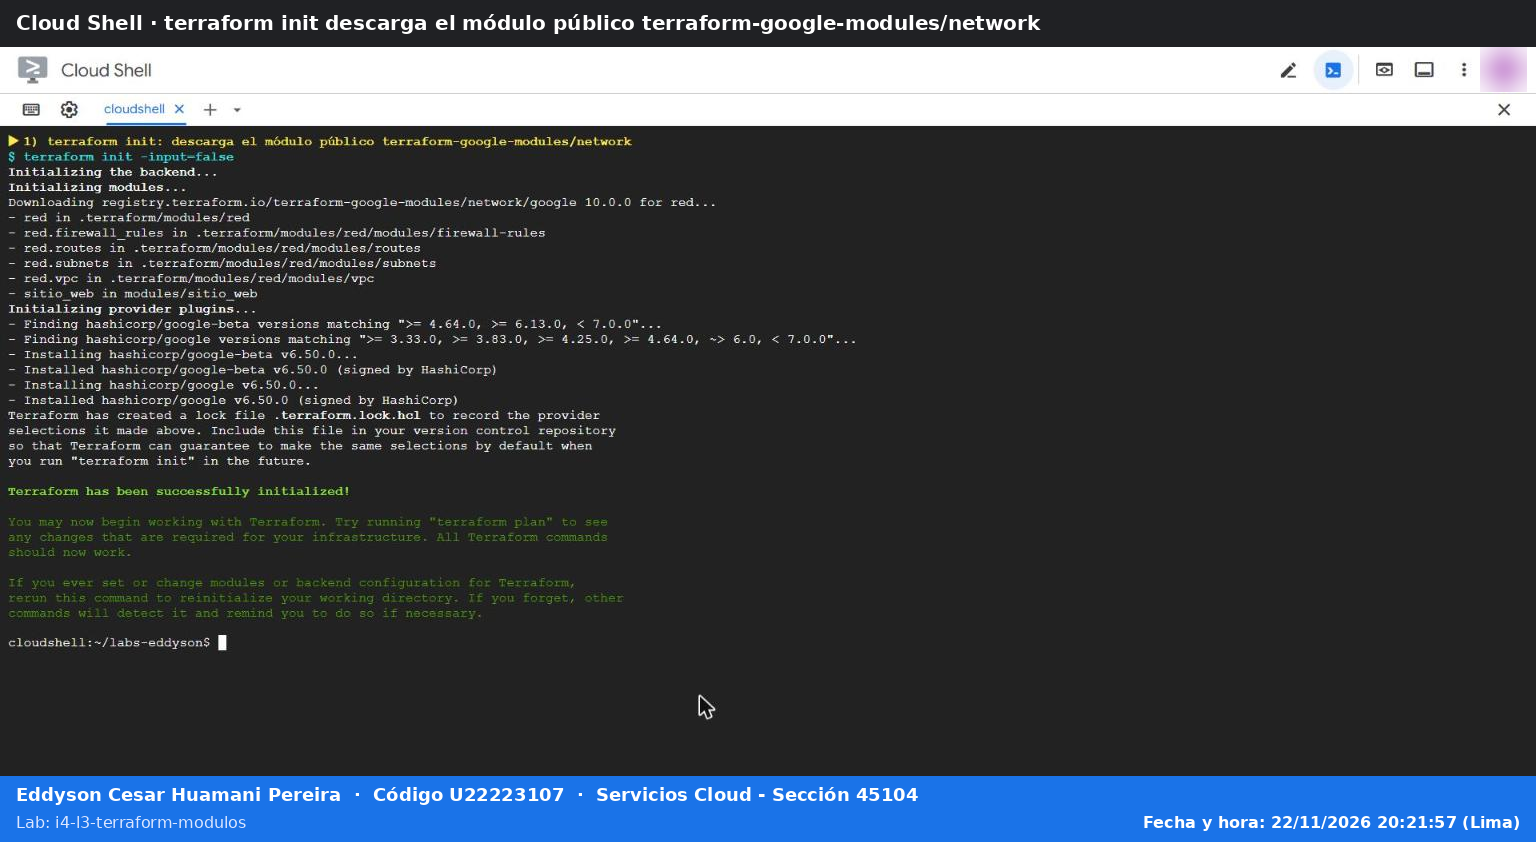 Cloud Shell · terraform init descarga el módulo público terraform-google-modules/network
Cloud Shell
cloudshell
1) terraform init: descarga el módulo público terraform-google-modules/network
$ terraform init -input=false
Initializing the backend...
Initializing modules...
Downloading registry.terraform.io/terraform-google-modules/network/google 10.0.0 for red...
- red in .terraform/modules/red
- red.firewall_rules in .terraform/modules/red/modules/firewall-rules
- red.routes in .terraform/modules/red/modules/routes
- red.subnets in .terraform/modules/red/modules/subnets
- red.vpc in .terraform/modules/red/modules/vpc
- sitio_web in modules/sitio_web
Initializing provider plugins...
- Finding hashicorp/google-beta versions matching ">= 4.64.0, >= 6.13.0, < 7.0.0"...
- Finding hashicorp/google versions matching ">= 3.33.0, >= 3.83.0, >= 4.25.0, >= 4.64.0, ~> 6.0, < 7.0.0"...
- Installing hashicorp/google-beta v6.50.0...
- Installed hashicorp/google-beta v6.50.0 (signed by HashiCorp)
- Installing hashicorp/google v6.50.0...
- Installed hashicorp/google v6.50.0 (signed by HashiCorp)
Terraform has created a lock file .terraform.lock.hcl to record the provider
selections it made above. Include this file in your version control repository
so that Terraform can guarantee to make the same selections by default when
you run "terraform init" in the future.
Terraform has been successfully initialized!
You may now begin working with Terraform. Try running "terraform plan" to see
any changes that are required for your infrastructure. All Terraform commands
should now work.
If you ever set or change modules or backend configuration for Terraform,
rerun this command to reinitialize your working directory. If you forget, other
commands will detect it and remind you to do so if necessary.
cloudshell:~/labs-eddyson$
Eddyson Cesar Huamani Pereira · Código U22223107 · Servicios Cloud - Sección 45104
Lab: i4-l3-terraform-modulos
Fecha y hora: 22/11/2026 20:21:57 (Lima)